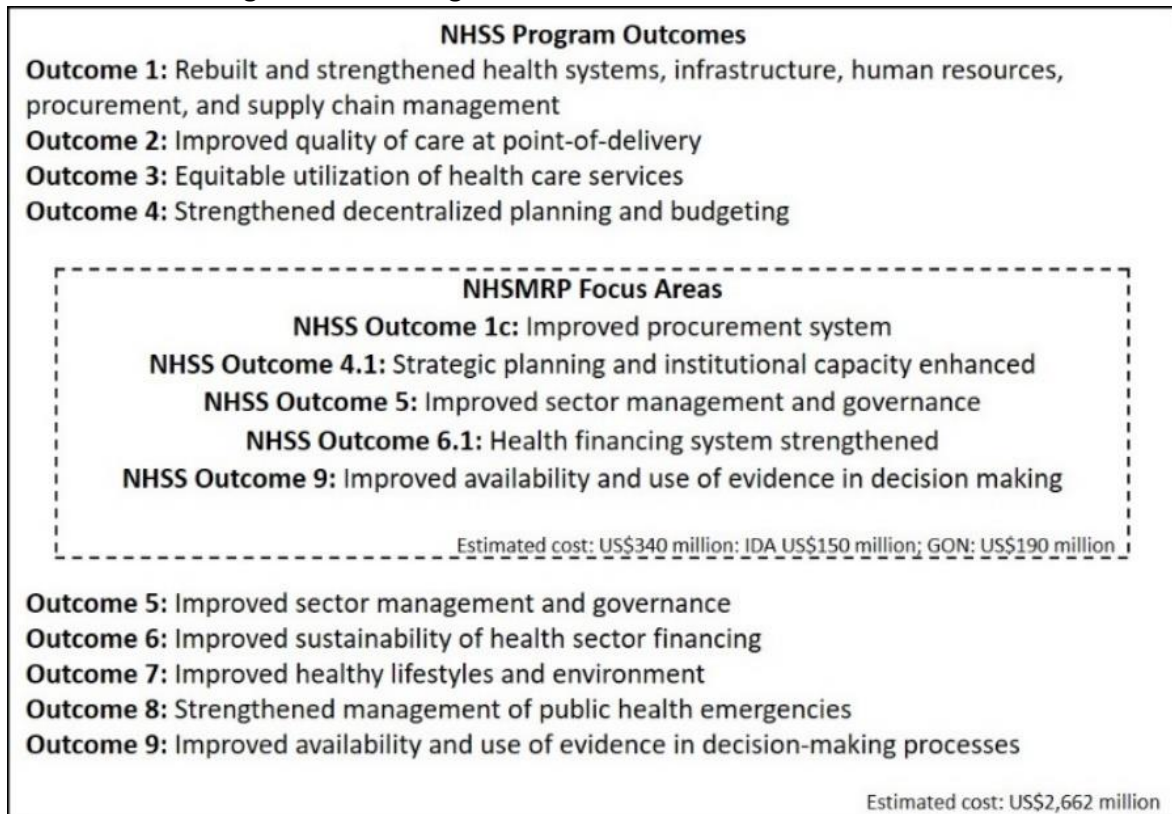 NHSS Program Outcomes
Outcome 1: Rebuilt and strengthened health systems, infrastructure, human resources,
procurement, and supply chain management
Outcome 2: Improved quality of care at point-of-delivery
Outcome 3: Equitable utilization of health care services
Outcome 4: Strengthened decentralized planning and budgeting
NHSMRP Focus Areas
NHSS Outcome 1c: Improved procurement system
NHSS Outcome 4.1: Strategic planning and institutional capacity enhanced
NHSS Outcome 5: Improved sector management and governance
NHSS Outcome 6.1: Health financing system strengthened
NHSS Outcome 9: Improved availability and use of evidence in decision making
Estimated cost: US$340 million: IDA US$150 million; GON: US$190 million
Outcome 5: Improved sector management and governance
Outcome 6: Improved sustainability of health sector financing
Outcome 7: Improved healthy lifestyles and environment
Outcome 8: Strengthened management of public health emergencies
Outcome 9: Improved availability and use of evidence in decision-making processes
Estimated cost: US$2,662 million